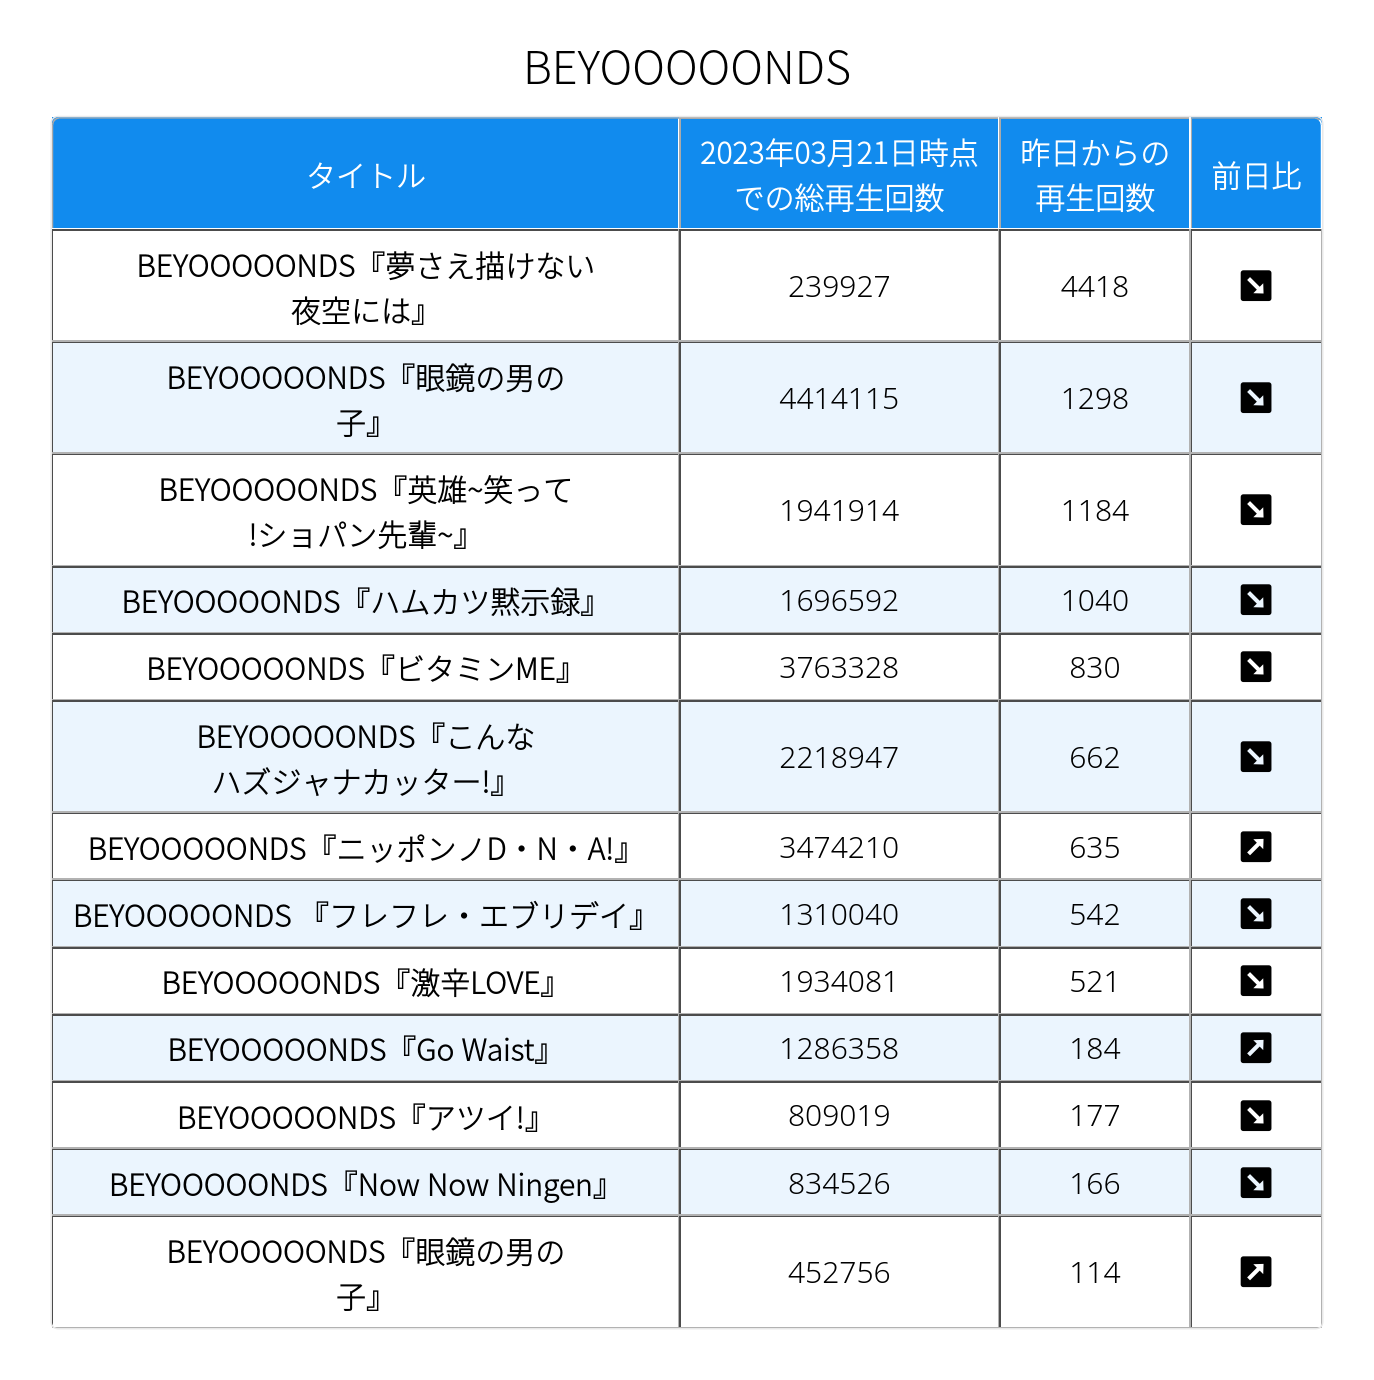 BEYOOOOONDS
タイトル
2023年03月21日時点
での総再生回数
昨日からの
再生回数
前日比
BEYOOOOONDS『夢さえ描けない
夜空には』
239927
4418
↘
BEYOOOOONDS『眼鏡の男の
子』
4414115
1298
↘
BEYOOOOONDS『英雄~笑って
!ショパン先輩~』
1941914
1184
↘
BEYOOOOONDS『ハムカツ黙示録』
1696592
1040
↘
BEYOOOOONDS『ビタミンME』
3763328
830
↘
BEYOOOOONDS『こんな
ハズジャナカッター!』
2218947
662
↘
BEYOOOOONDS『ニッポンノD・N・A!』
3474210
635
↗
BEYOOOOONDS 『フレフレ・エブリデイ』
1310040
542
↘
BEYOOOOONDS『激辛LOVE』
1934081
521
↘
BEYOOOOONDS『Go Waist』
1286358
184
↗
BEYOOOOONDS『アツイ!』
809019
177
↘
BEYOOOOONDS『Now Now Ningen』
834526
166
↘
BEYOOOOONDS『眼鏡の男の
子』
452756
114
↗